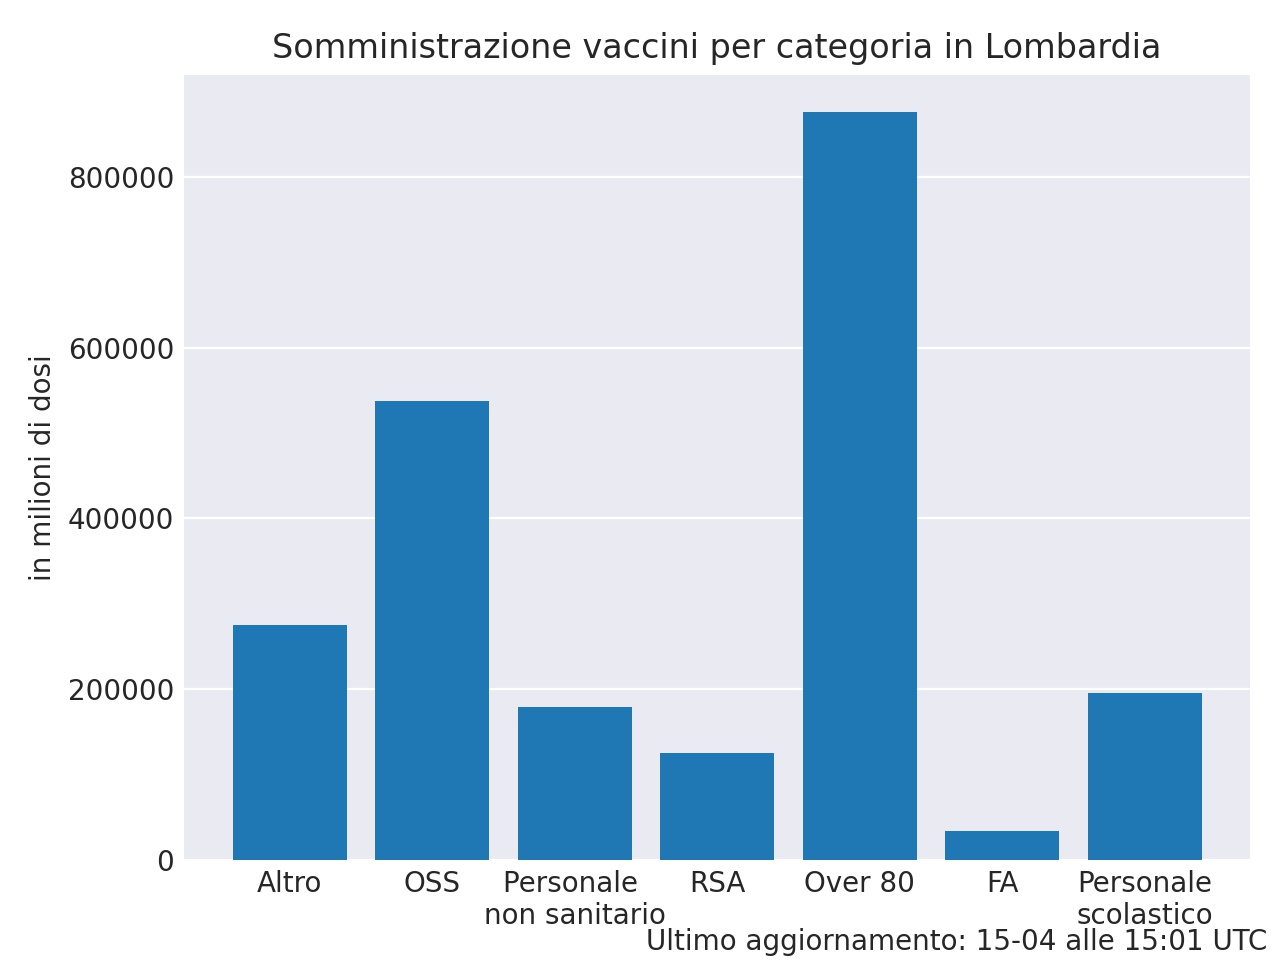 Somministrazione vaccini per categoria in Lombardia
in milioni di dosi
800000
600000
400000
200000
0
Altro
OSS
Personale
non sanitario
RSA
Over 80
FA
Personale
scolastico
Ultimo aggiornamento: 15-04 alle 15:01 UTC